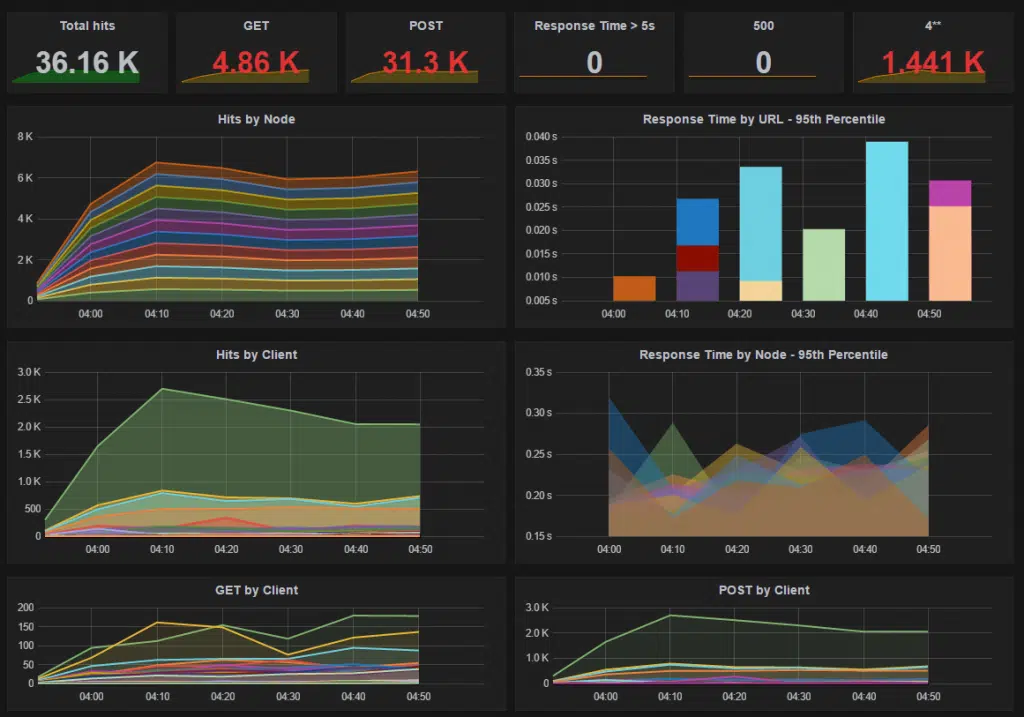 Total hits
36.16 K
GET
4.86 K
POST
31.3 K
Response Time > 5s
0
500
0
4**
1.441 K
Hits by Node
8 K
6 K
4 K
2 K
0
04:00 04:10 04:20 04:30 04:40 04:50
Response Time by URL - 95th Percentile
0.040 s
0.035 s
0.030 s
0.025 s
0.020 s
0.015 s
0.010 s
0.005 s
04:00 04:10 04:20 04:30 04:40 04:50
Hits by Client
3.0 K
2.5 K
2.0 K
1.5 K
1.0 K
500
0
04:00 04:10 04:20 04:30 04:40 04:50
Response Time by Node - 95th Percentile
0.35 s
0.30 s
0.25 s
0.20 s
0.15 s
04:00 04:10 04:20 04:30 04:40 04:50
GET by Client
200
150
100
50
0
04:00 04:10 04:20 04:30 04:40 04:50
POST by Client
3.0 K
2.0 K
1.0 K
0
04:00 04:10 04:20 04:30 04:40 04:50